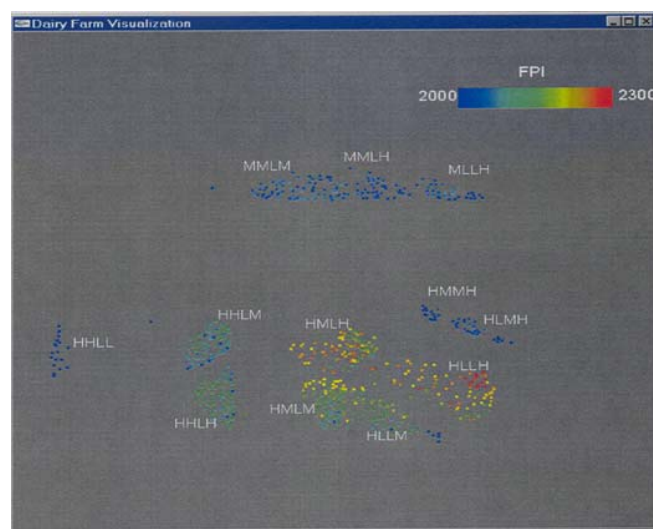 Dairy Farm Visualization
FPI
2000 2300
MMLM MMLH MLLH
HMMH
HLMH
HHLM HMLH
HHLL
HLLH
HHLH HMLM HLLM